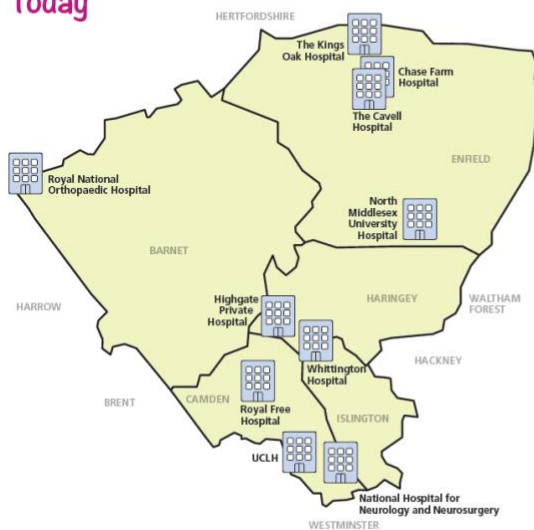 Today
HERTFORDSHIRE
The Kings
Oak Hospital
Chase Farm
Hospital
The Cavell
Hospital
ENFIELD
Royal National
Orthopaedic Hospital
North
Middlesex
University
Hospital
BARNET
HARROW
Highgate
Private
Hospital
HARINGEY
WALTHAM
FOREST
Whittington
Hospital
HACKNEY
BRENT
CAMDEN
Royal Free
Hospital
ISLINGTON
UCLH
National Hospital for
Neurology and Neurosurgery
WESTMINSTER